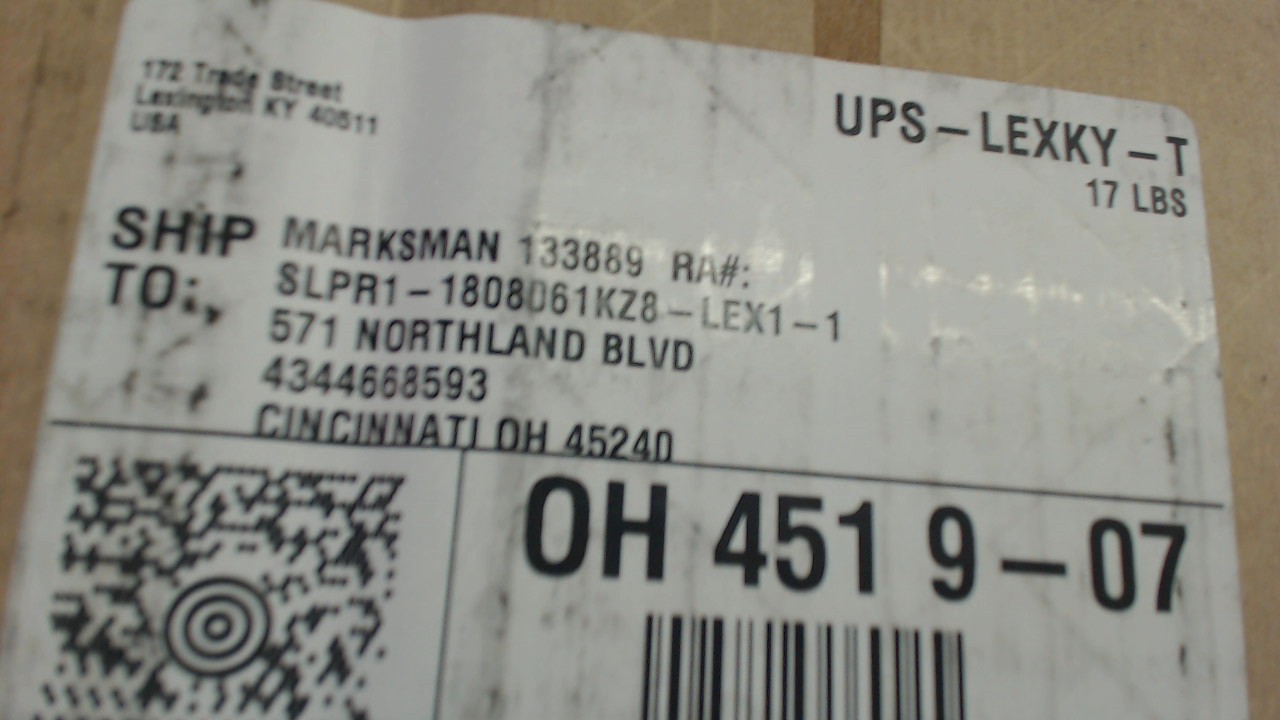 172 Trade Street
Lexington KY 40511
USA
UPS-LEXKY-T
17 LBS
SHIP TO:
MARKSMAN 133889 RA#:
SLPR1-1808061KZ8-LEX1-1
571 NORTHLAND BLVD
4344668593
CINCINNATI OH 45240
OH 451 9-07